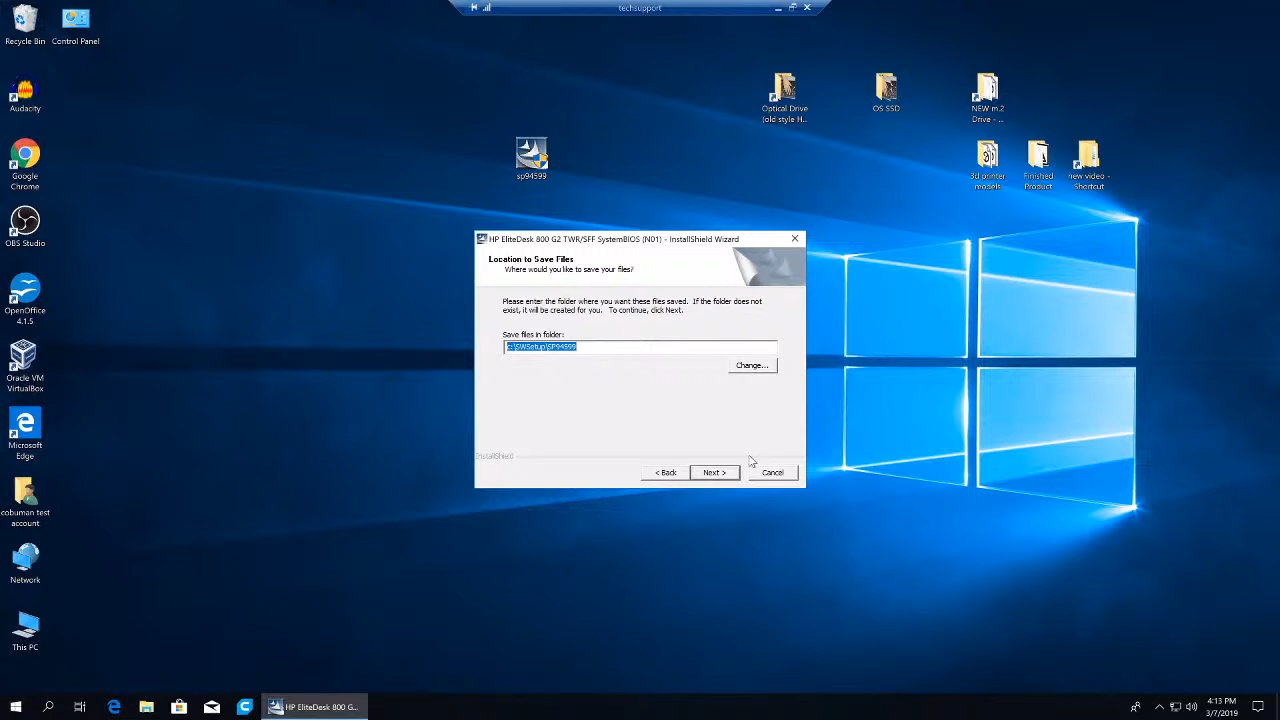 techsupport
Recycle Bin
Control Panel
Audacity
Google
Chrome
OBS Studio
OpenOffice
4.1.5
Oracle VM
VirtualBox
Microsoft
Edge
cobuman test
account
Network
This PC
sp94599
Optical Drive
(old style H...
OS SSD
NEW m.2
Drive - ...
3d printer
models
Finished
Product
new video -
Shortcut
HP EliteDesk 800 G2 TWR/SFF SystemBIOS (N01) - InstallShield Wizard
Location to Save Files
Where would you like to save your files?
Please enter the folder where you want these files saved. If the folder does not
exist, it will be created for you. To continue, click Next.
Save files in folder:
c:\SWSetup\SP94599
Change...
InstallShield
< Back
Next >
Cancel
HP EliteDesk 800 G...
4:13 PM
3/7/2019